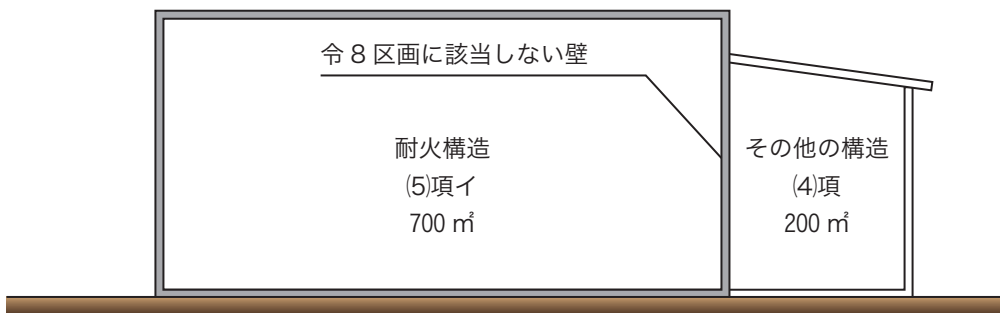 令8区画に該当しない壁
耐火構造
⑸項イ
700 ㎡
その他の構造
⑷項
200 ㎡